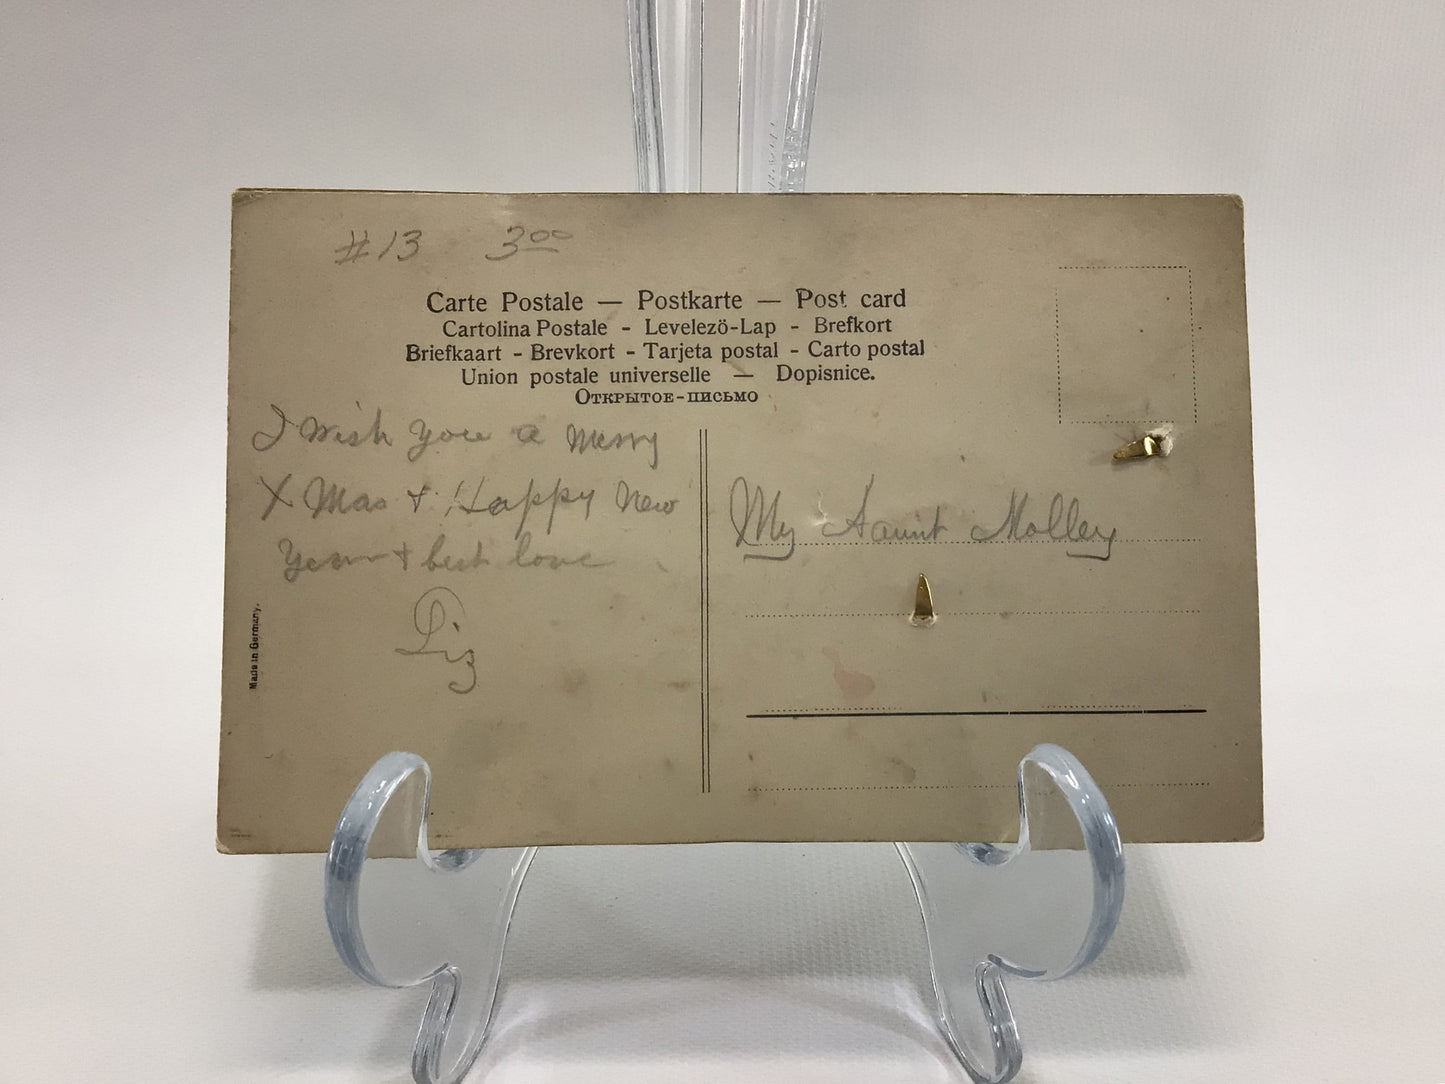 #13 3.00
Carte Postale — Postkarte — Post card
Cartolina Postale - Levelezö-Lap - Brefkort
Briefkaart - Brevkort - Tarjeta postal - Carto postal
Union postale universelle — Dopisnice.
Открытое-письмо
I wish you a merry
X Mas + Happy New
Year + best love
Liz
My Aaunt Molley
Made in Germany.